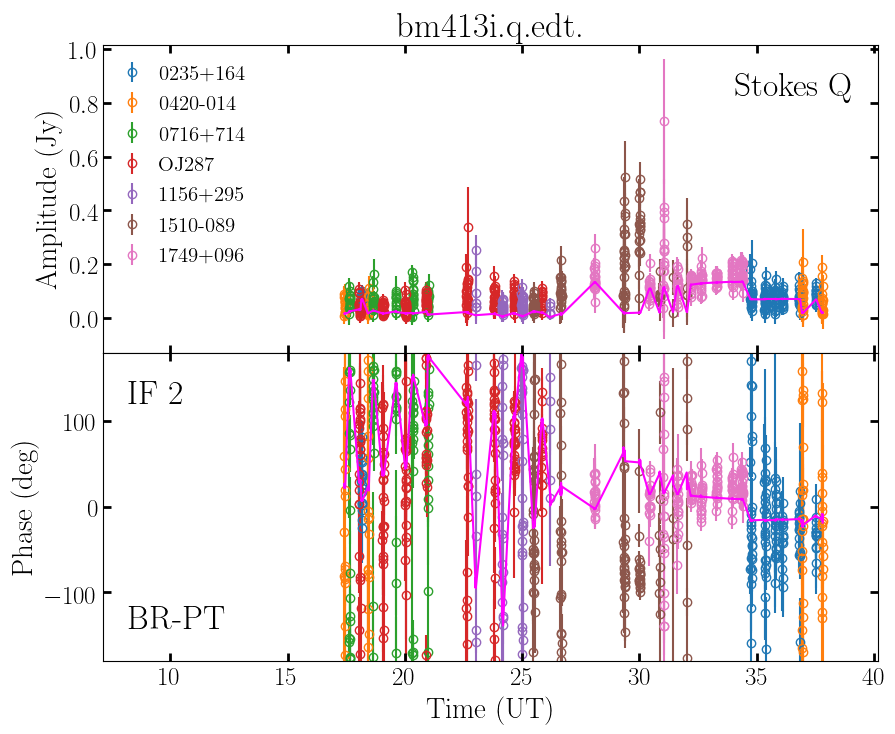 bm413i.q.edt.
Stokes Q
0235+164
0420-014
0716+714
OJ287
1156+295
1510-089
1749+096
Amplitude (Jy)
1.0
0.8
0.6
0.4
0.2
0.0
IF 2
BR-PT
Phase (deg)
100
0
−100
10
15
20
25
30
35
40
Time (UT)